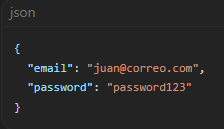 json
{
"email": "juan@correo.com",
"password": "password123"
}